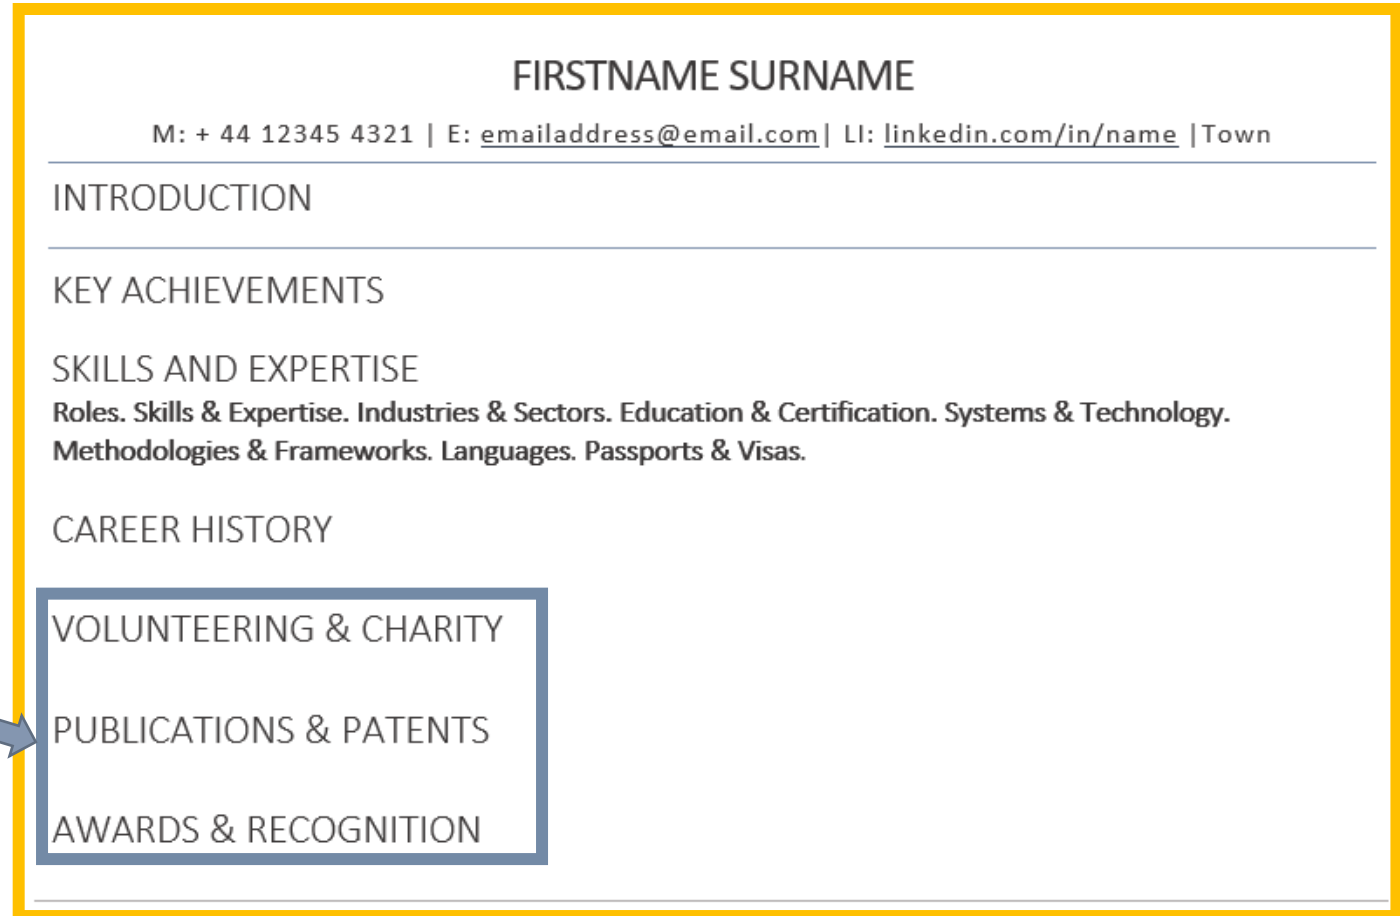 FIRSTNAME SURNAME
M: + 44 12345 4321 | E: emailaddress@email.com| LI: linkedin.com/in/name |Town
INTRODUCTION
KEY ACHIEVEMENTS
SKILLS AND EXPERTISE
Roles. Skills & Expertise. Industries & Sectors. Education & Certification. Systems & Technology.
Methodologies & Frameworks. Languages. Passports & Visas.
CAREER HISTORY
VOLUNTEERING & CHARITY
PUBLICATIONS & PATENTS
AWARDS & RECOGNITION